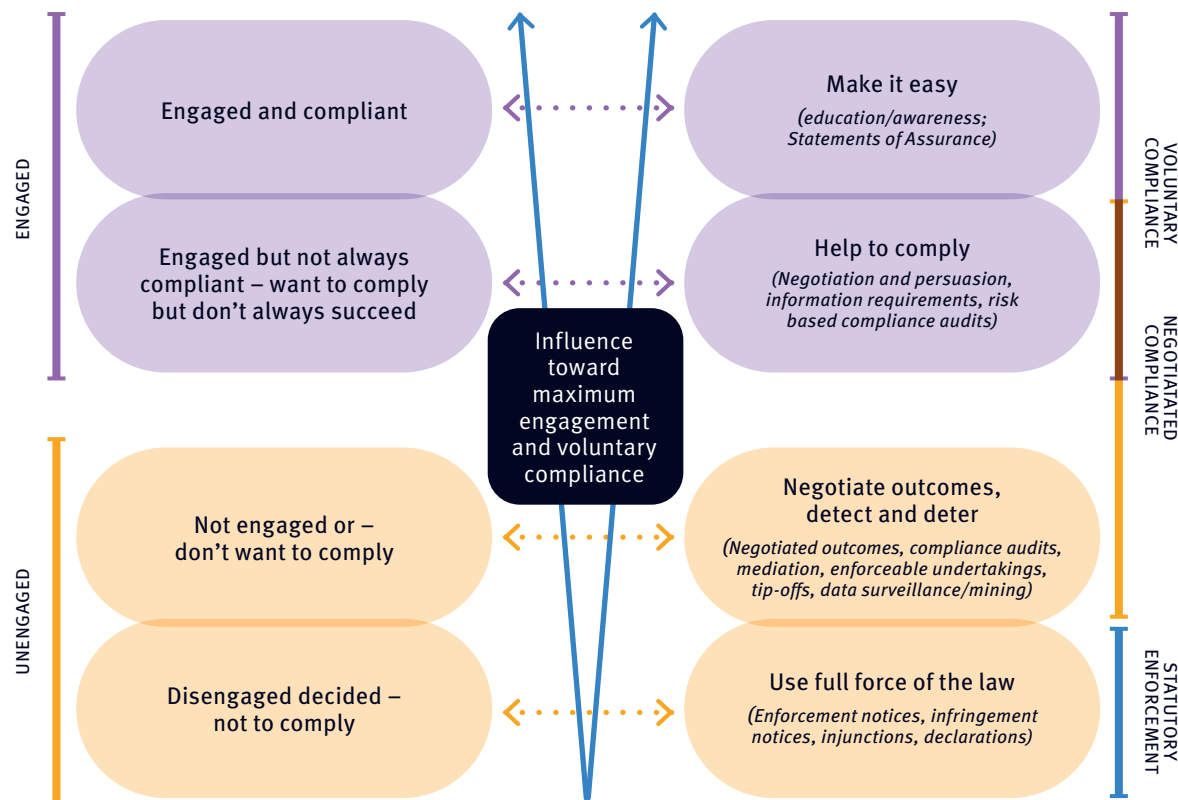 ENGAGED
Engaged and compliant
Make it easy
(education/awareness;
Statements of Assurance)
VOLUNTARY
COMPLIANCE
Engaged but not always
compliant – want to comply
but don’t always succeed
Help to comply
(Negotiation and persuasion,
information requirements, risk
based compliance audits)
Influence
toward
maximum
engagement
and voluntary
compliance
NEGOTIATATED
COMPLIANCE
UNENGAGED
Not engaged or –
don’t want to comply
Negotiate outcomes,
detect and deter
(Negotiated outcomes, compliance audits,
mediation, enforceable undertakings,
tip-offs, data surveillance/mining)
Disengaged decided –
not to comply
Use full force of the law
(Enforcement notices, infringement
notices, injunctions, declarations)
STATUTORY
ENFORCEMENT